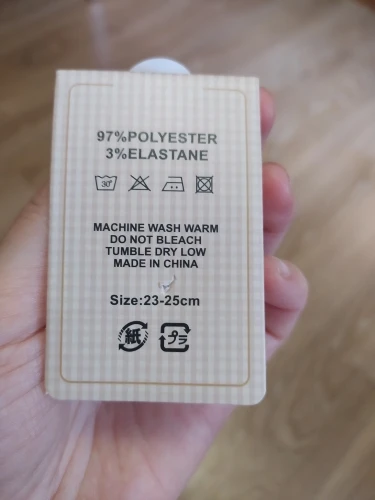 97%POLYESTER
3%ELASTANE
30°
MACHINE WASH WARM
DO NOT BLEACH
TUMBLE DRY LOW
MADE IN CHINA
Size:23-25cm
紙 プラ